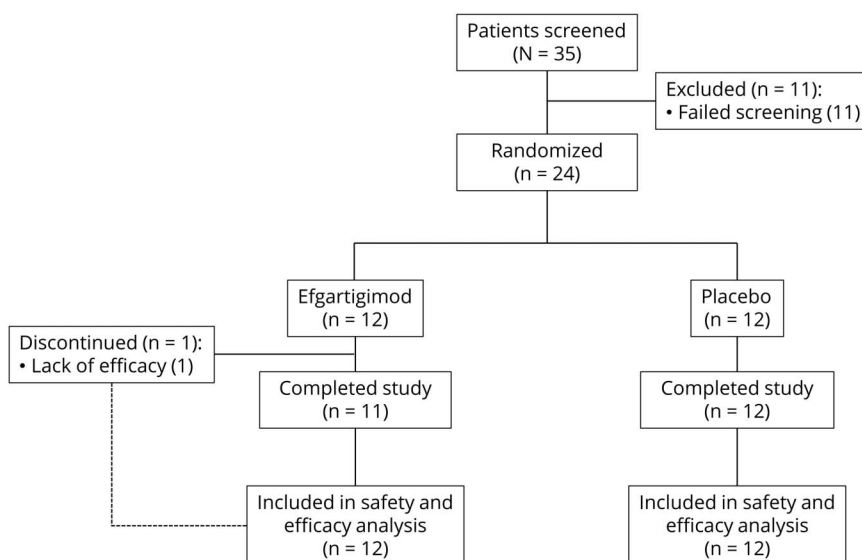 Patients screened
(N = 35)
Excluded (n = 11):
• Failed screening (11)
Randomized
(n = 24)
Efgartigimod
(n = 12)
Placebo
(n = 12)
Discontinued (n = 1):
• Lack of efficacy (1)
Completed study
(n = 11)
Completed study
(n = 12)
Included in safety and
efficacy analysis
(n = 12)
Included in safety and
efficacy analysis
(n = 12)